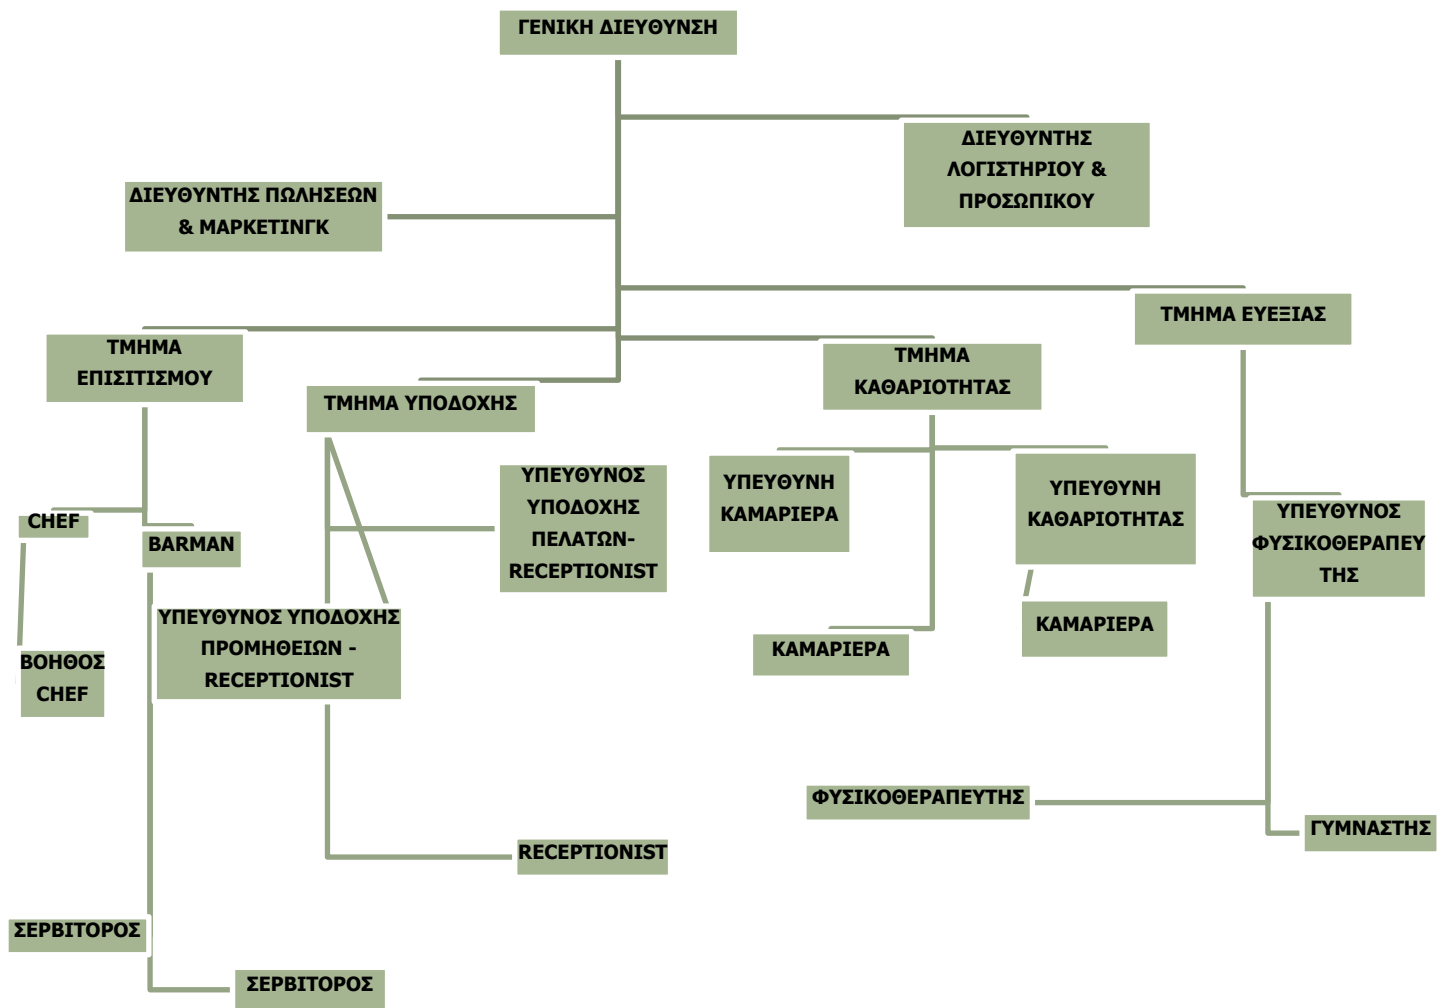 ΓΕΝΙΚΗ ΔΙΕΥΘΥΝΣΗ
ΔΙΕΥΘΥΝΤΗΣ
ΛΟΓΙΣΤΗΡΙΟΥ &
ΠΡΟΣΩΠΙΚΟΥ
ΔΙΕΥΘΥΝΤΗΣ ΠΩΛΗΣΕΩΝ
& ΜΑΡΚΕΤΙΝΓΚ
ΤΜΗΜΑ ΕΥΕΞΙΑΣ
ΤΜΗΜΑ
ΕΠΙΣΙΤΙΣΜΟΥ
ΤΜΗΜΑ ΥΠΟΔΟΧΗΣ
ΤΜΗΜΑ
ΚΑΘΑΡΙΟΤΗΤΑΣ
CHEF
BARMAN
ΥΠΕΥΘΥΝΟΣ
ΥΠΟΔΟΧΗΣ
ΠΕΛΑΤΩΝ-
RECEPTIONIST
ΥΠΕΥΘΥΝΗ
ΚΑΜΑΡΙΕΡΑ
ΥΠΕΥΘΥΝΗ
ΚΑΘΑΡΙΟΤΗΤΑΣ
ΥΠΕΥΘΥΝΟΣ
ΦΥΣΙΚΟΘΕΡΑΠΕΥ
ΤΗΣ
ΒΟΗΘΟΣ
CHEF
ΥΠΕΥΘΥΝΟΣ ΥΠΟΔΟΧΗΣ
ΠΡΟΜΗΘΕΙΩΝ -
RECEPTIONIST
ΚΑΜΑΡΙΕΡΑ
ΚΑΜΑΡΙΕΡΑ
ΦΥΣΙΚΟΘΕΡΑΠΕΥΤΗΣ
ΓΥΜΝΑΣΤΗΣ
RECEPTIONIST
ΣΕΡΒΙΤΟΡΟΣ
ΣΕΡΒΙΤΟΡΟΣ